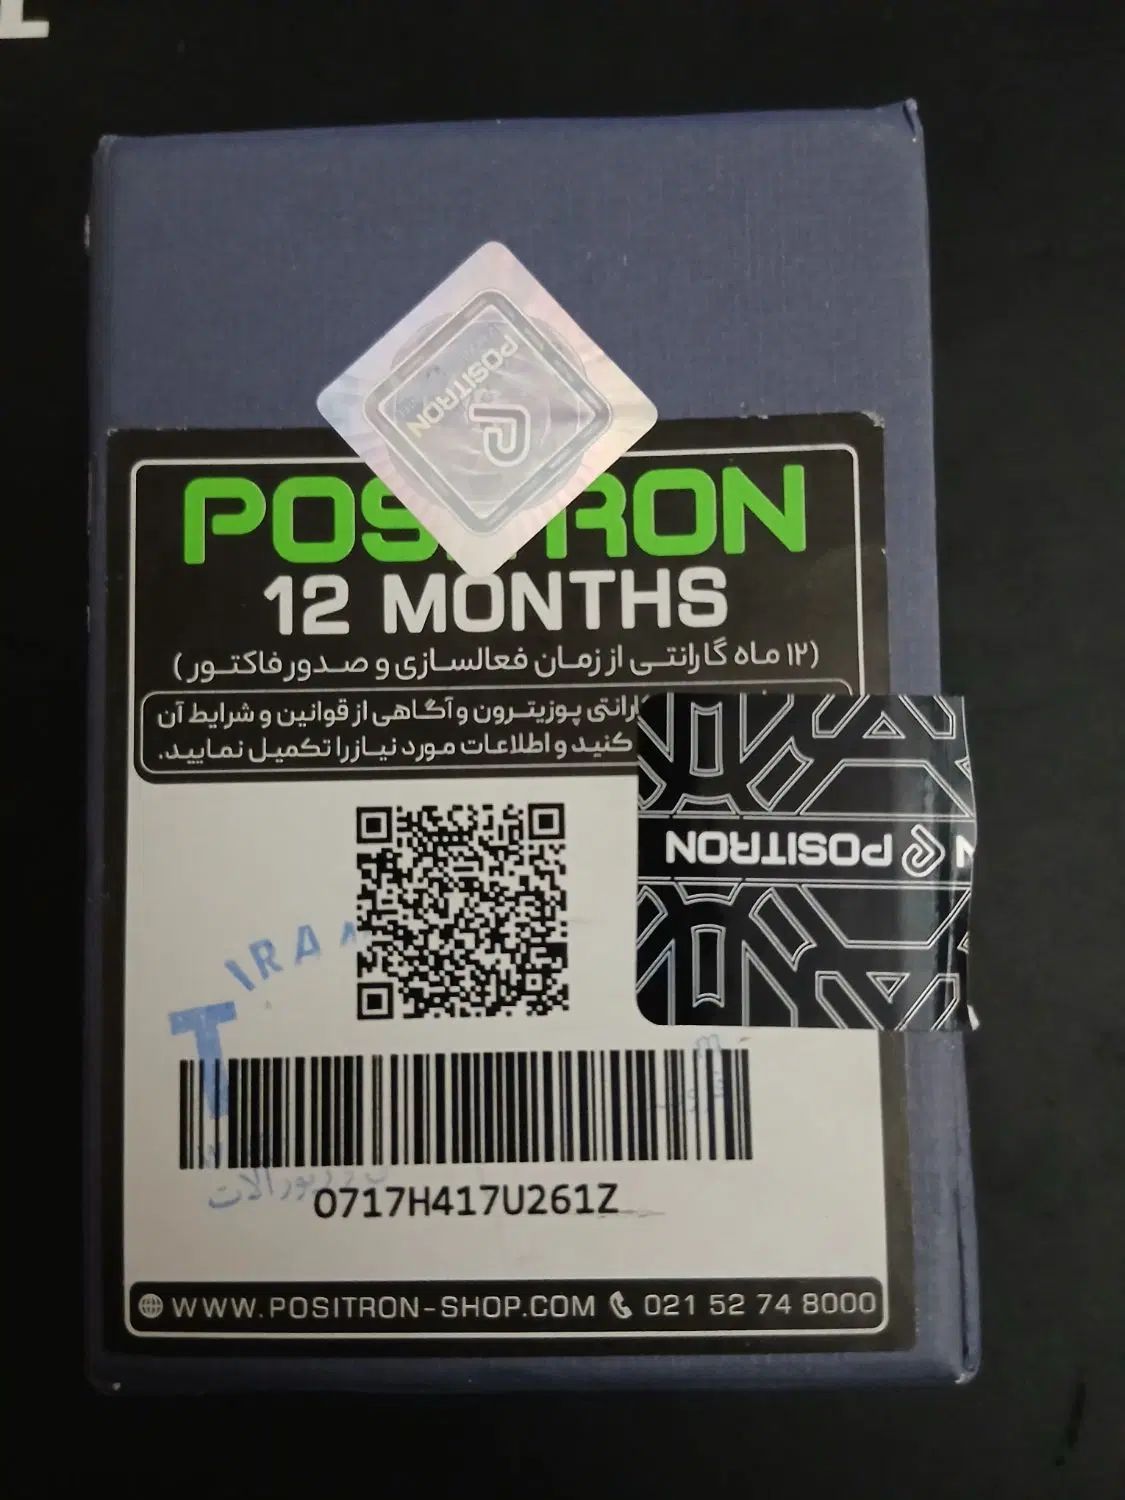 POSITRON
POSITRON
12 MONTHS
(۱۲ ماه گارانتی از زمان فعالسازی و صدور فاکتور)
گارانتی پوزیترون و آگاهی از قوانین و شرایط آن
کنید و اطلاعات مورد نیاز را تکمیل نمایید.
POSITRON N
IRA
T
0717H417U261Z
WWW.POSITRON-SHOP.COM 021 52 74 8000